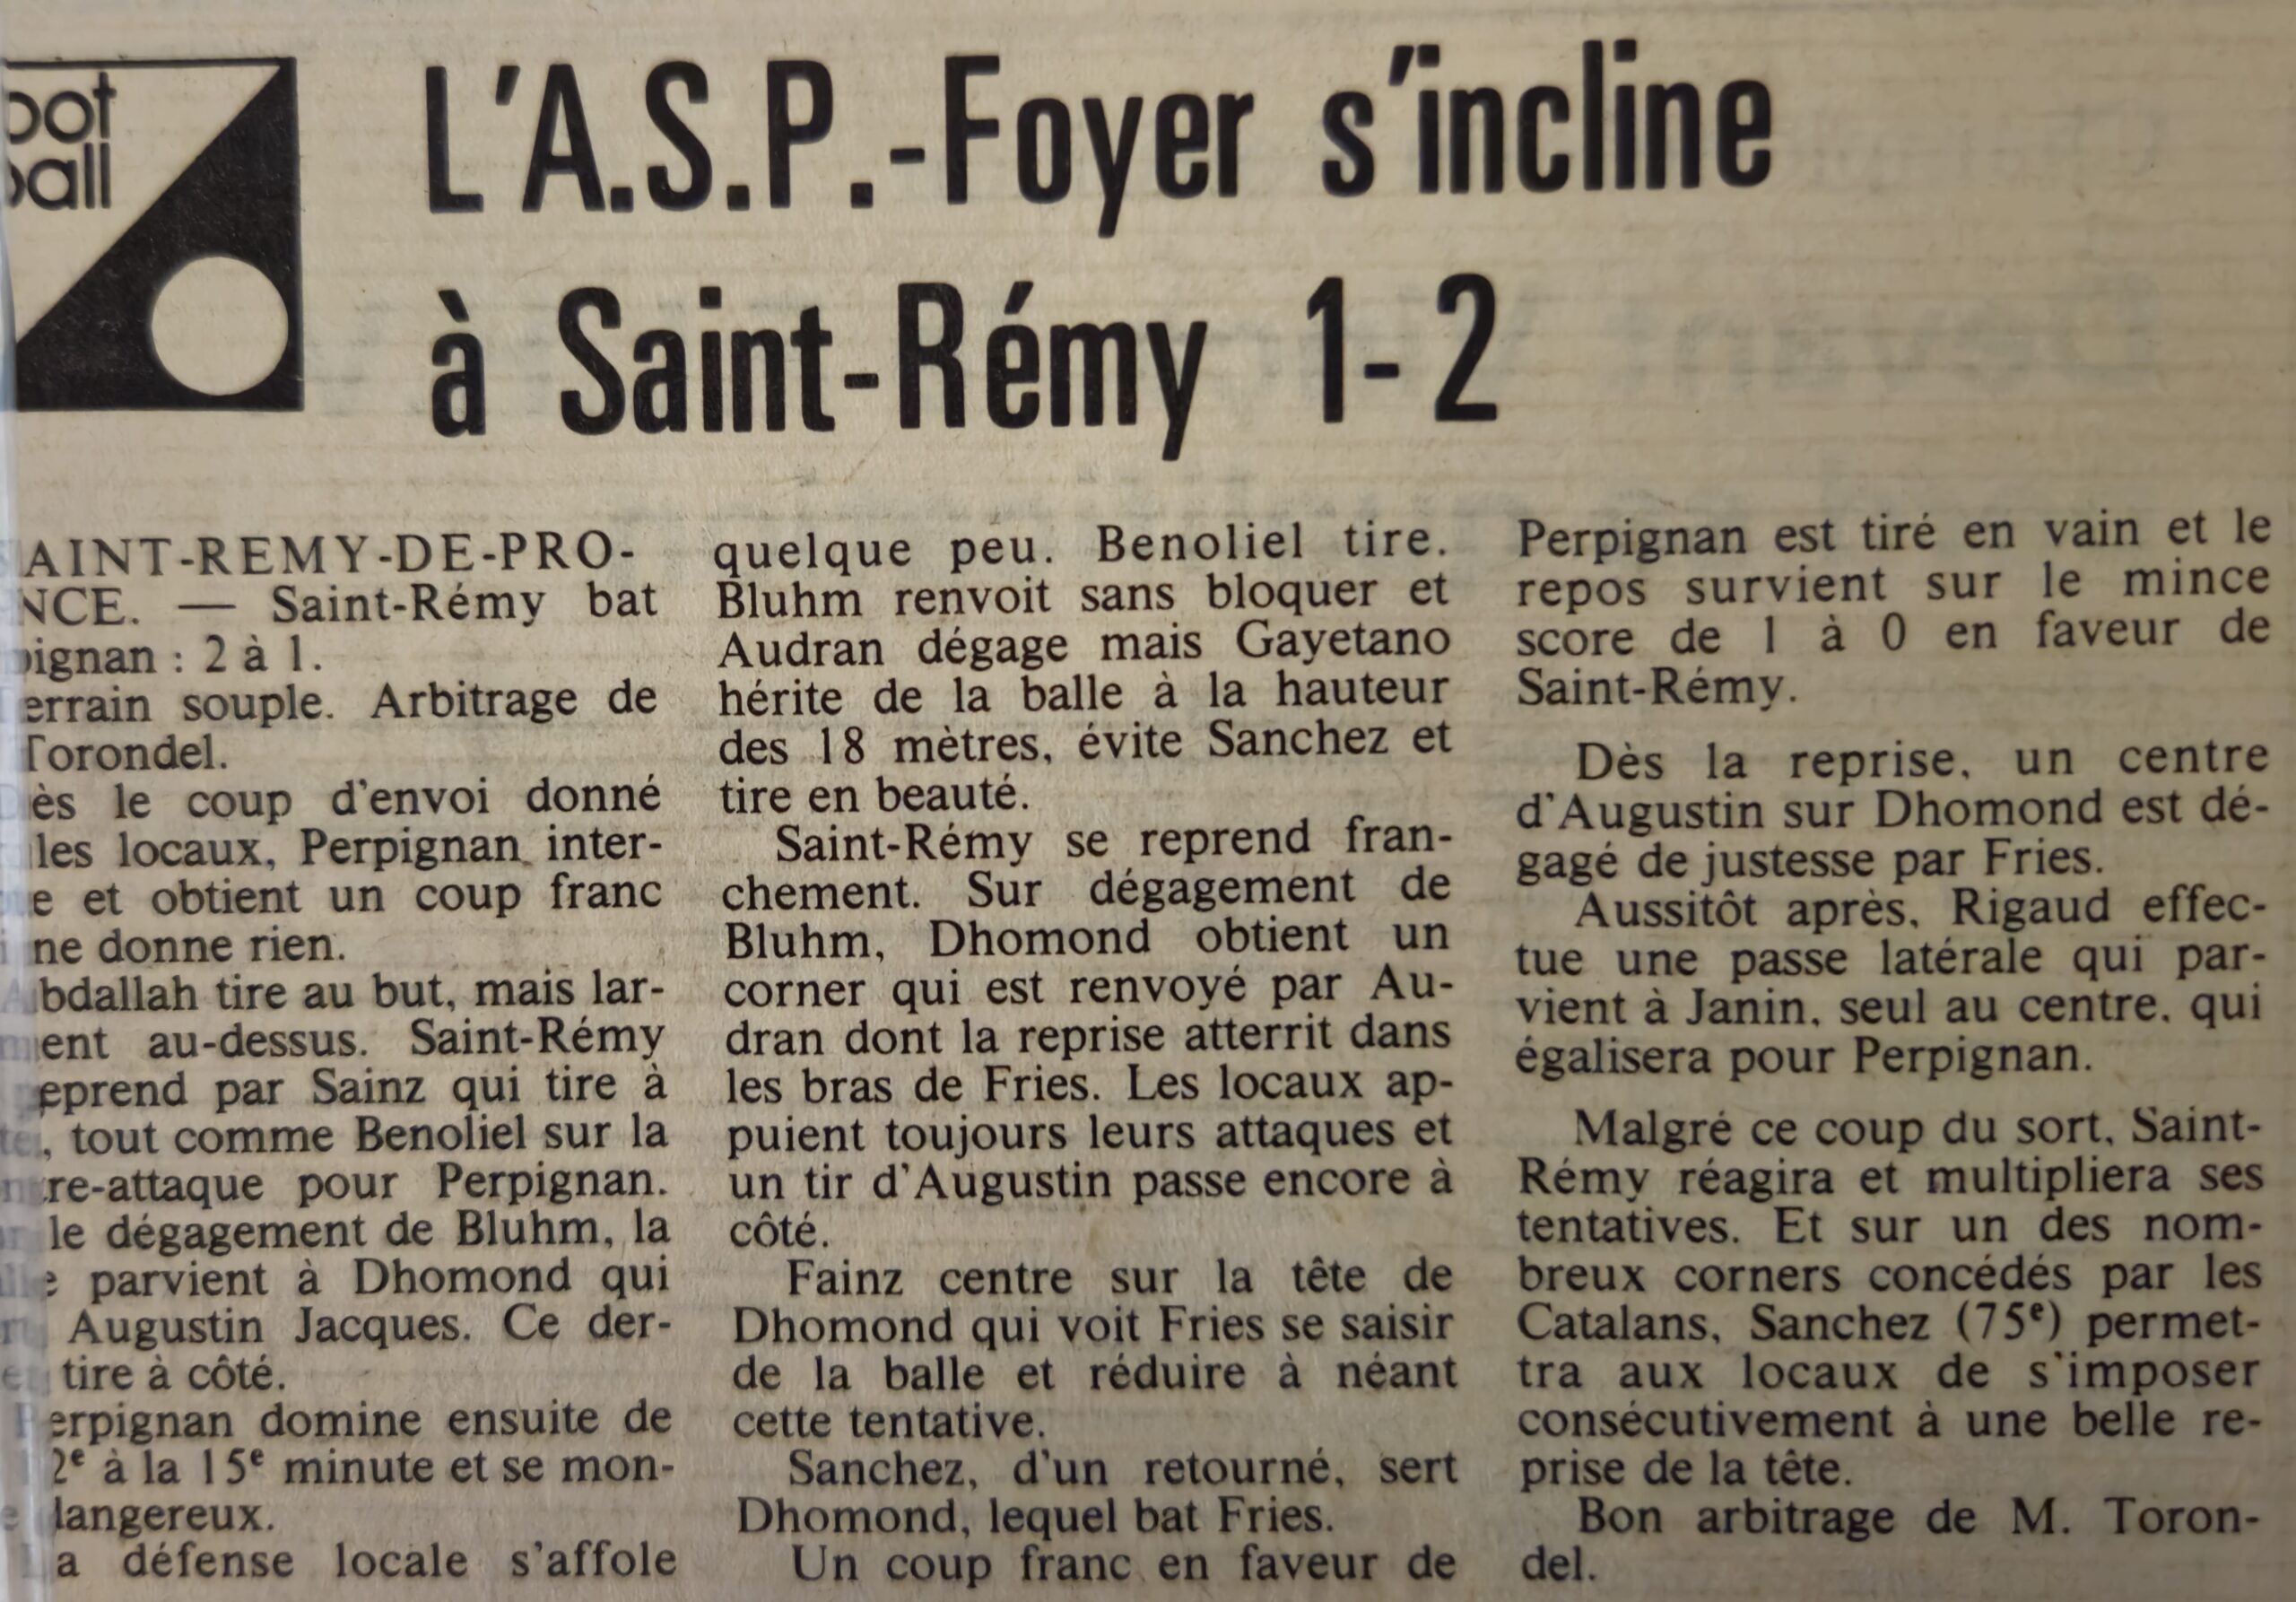 oot
ball
L'A.S.P.-Foyer s'incline
à Saint-Rémy 1-2
AINT-REMY-DE-PRO-
NCE. — Saint-Rémy bat
pignan : 2 à 1.
errain souple. Arbitrage de
Torondel.
ès le coup d'envoi donné
les locaux, Perpignan inter-
e et obtient un coup franc
ne donne rien.
bdallah tire au but, mais lar-
ent au-dessus. Saint-Rémy
eprend par Sainz qui tire à
, tout comme Benoliel sur la
re-attaque pour Perpignan.
le dégagement de Bluhm, la
e parvient à Dhomond qui
Augustin Jacques. Ce der-
tire à côté.
erpignan domine ensuite de
2e à la 15e minute et se mon-
dangereux.
a défense locale s'affole
quelque peu. Benoliel tire.
Bluhm renvoit sans bloquer et
Audran dégage mais Gayetano
hérite de la balle à la hauteur
des 18 mètres, évite Sanchez et
tire en beauté.
Saint-Rémy se reprend fran-
chement. Sur dégagement de
Bluhm, Dhomond obtient un
corner qui est renvoyé par Au-
dran dont la reprise atterrit dans
les bras de Fries. Les locaux ap-
puient toujours leurs attaques et
un tir d'Augustin passe encore à
côté.
Fainz centre sur la tête de
Dhomond qui voit Fries se saisir
de la balle et réduire à néant
cette tentative.
Sanchez, d'un retourné, sert
Dhomond, lequel bat Fries.
Un coup franc en faveur de
Perpignan est tiré en vain et le
repos survient sur le mince
score de 1 à 0 en faveur de
Saint-Rémy.
Dès la reprise, un centre
d'Augustin sur Dhomond est dé-
gagé de justesse par Fries.
Aussitôt après, Rigaud effec-
tue une passe latérale qui par-
vient à Janin, seul au centre, qui
égalisera pour Perpignan.
Malgré ce coup du sort, Saint-
Rémy réagira et multipliera ses
tentatives. Et sur un des nom-
breux corners concédés par les
Catalans, Sanchez (75e) permet-
tra aux locaux de s'imposer
consécutivement à une belle re-
prise de la tête.
Bon arbitrage de M. Toron-
del.